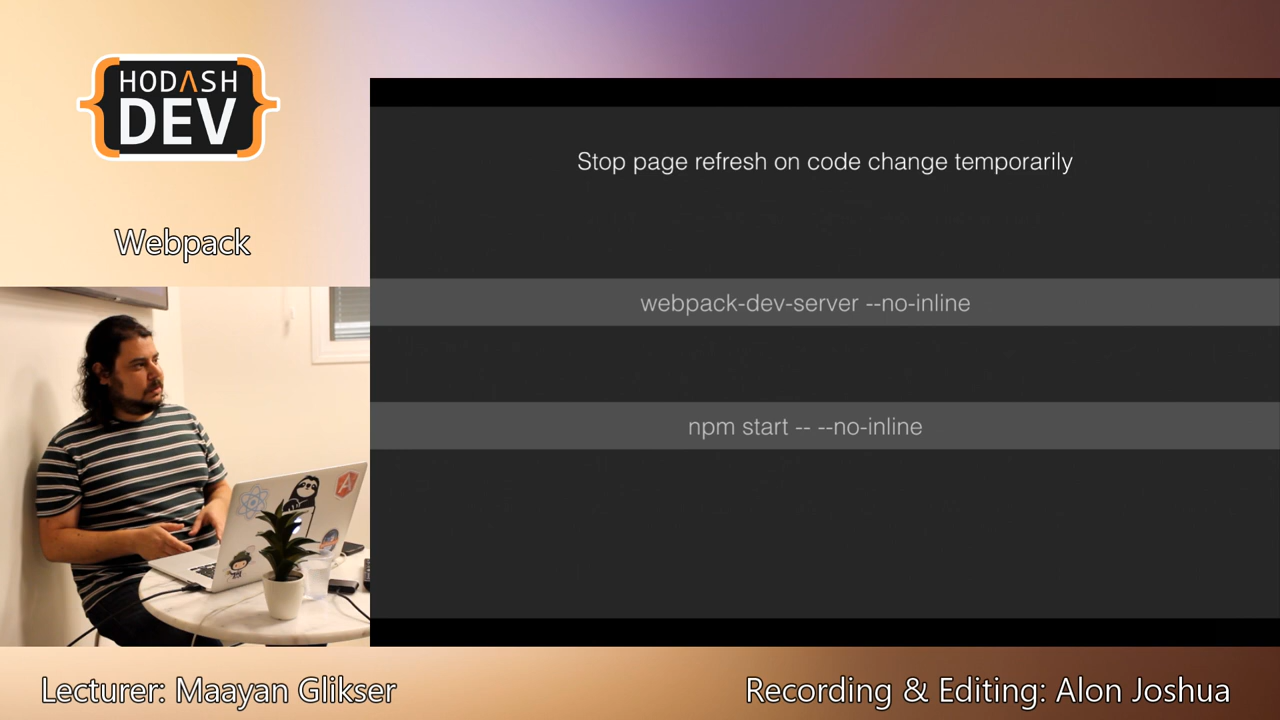 HODASH
DEV
Webpack
Stop page refresh on code change temporarily
webpack-dev-server --no-inline
npm start -- --no-inline
Lecturer: Maayan Glikser
Recording & Editing: Alon Joshua